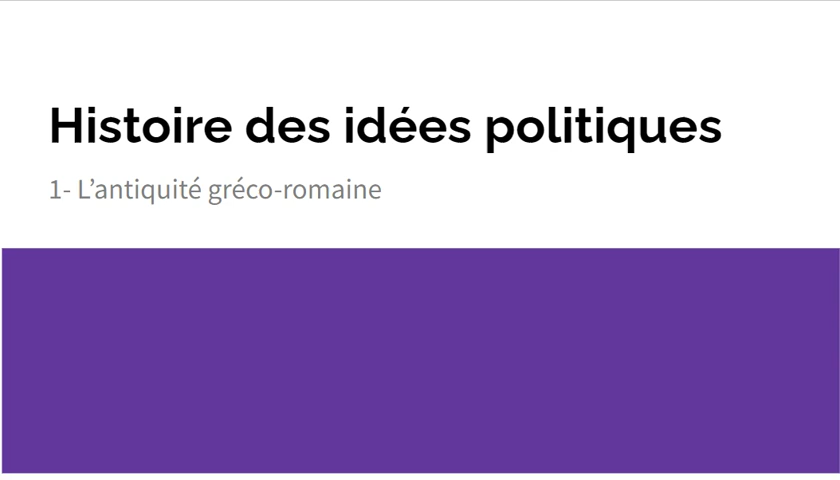 Histoire des idées politiques
1- L’antiquité gréco-romaine